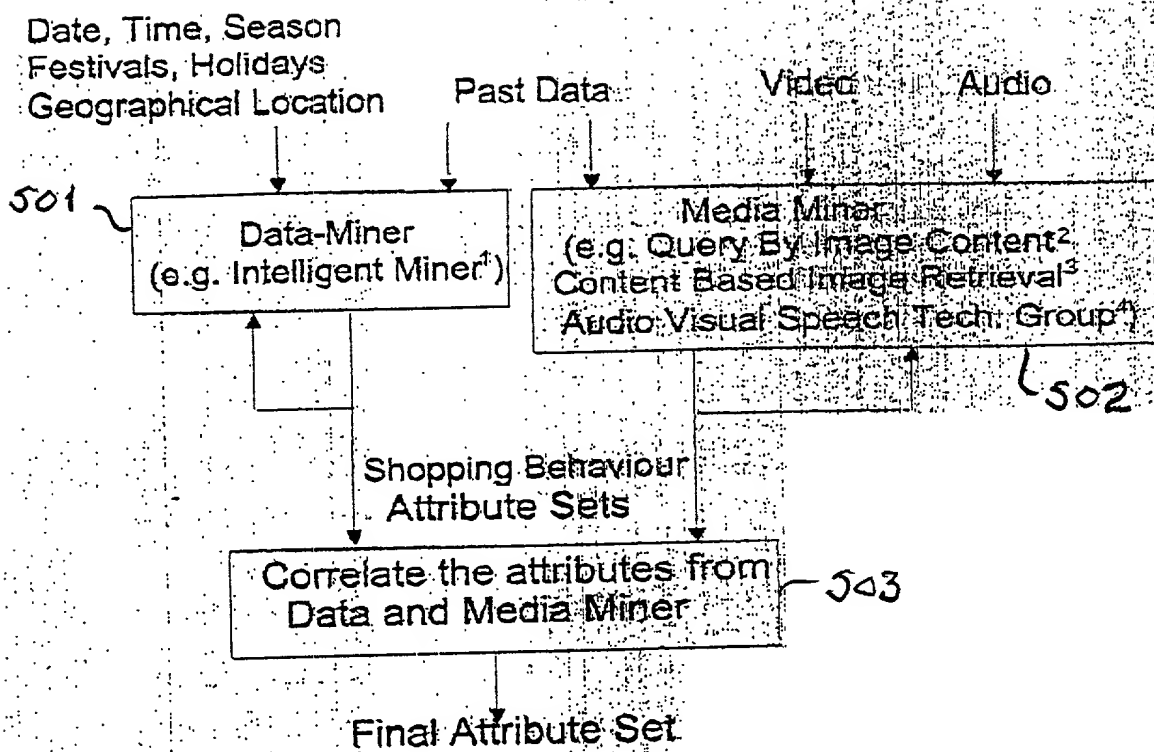 Date, Time, Season
Festivals, Holidays
Geographical Location
Past Data
Video
Audio
501
Data-Miner
(e.g. Intelligent Miner¹)
Media Miner
(e.g. Query By Image Content²
Content Based Image Retrieval³
Audio Visual Speech Tech. Group⁴)
502
Shopping Behaviour
Attribute Sets
Correlate the attributes from
Data and Media Miner
503
Final Attribute Set